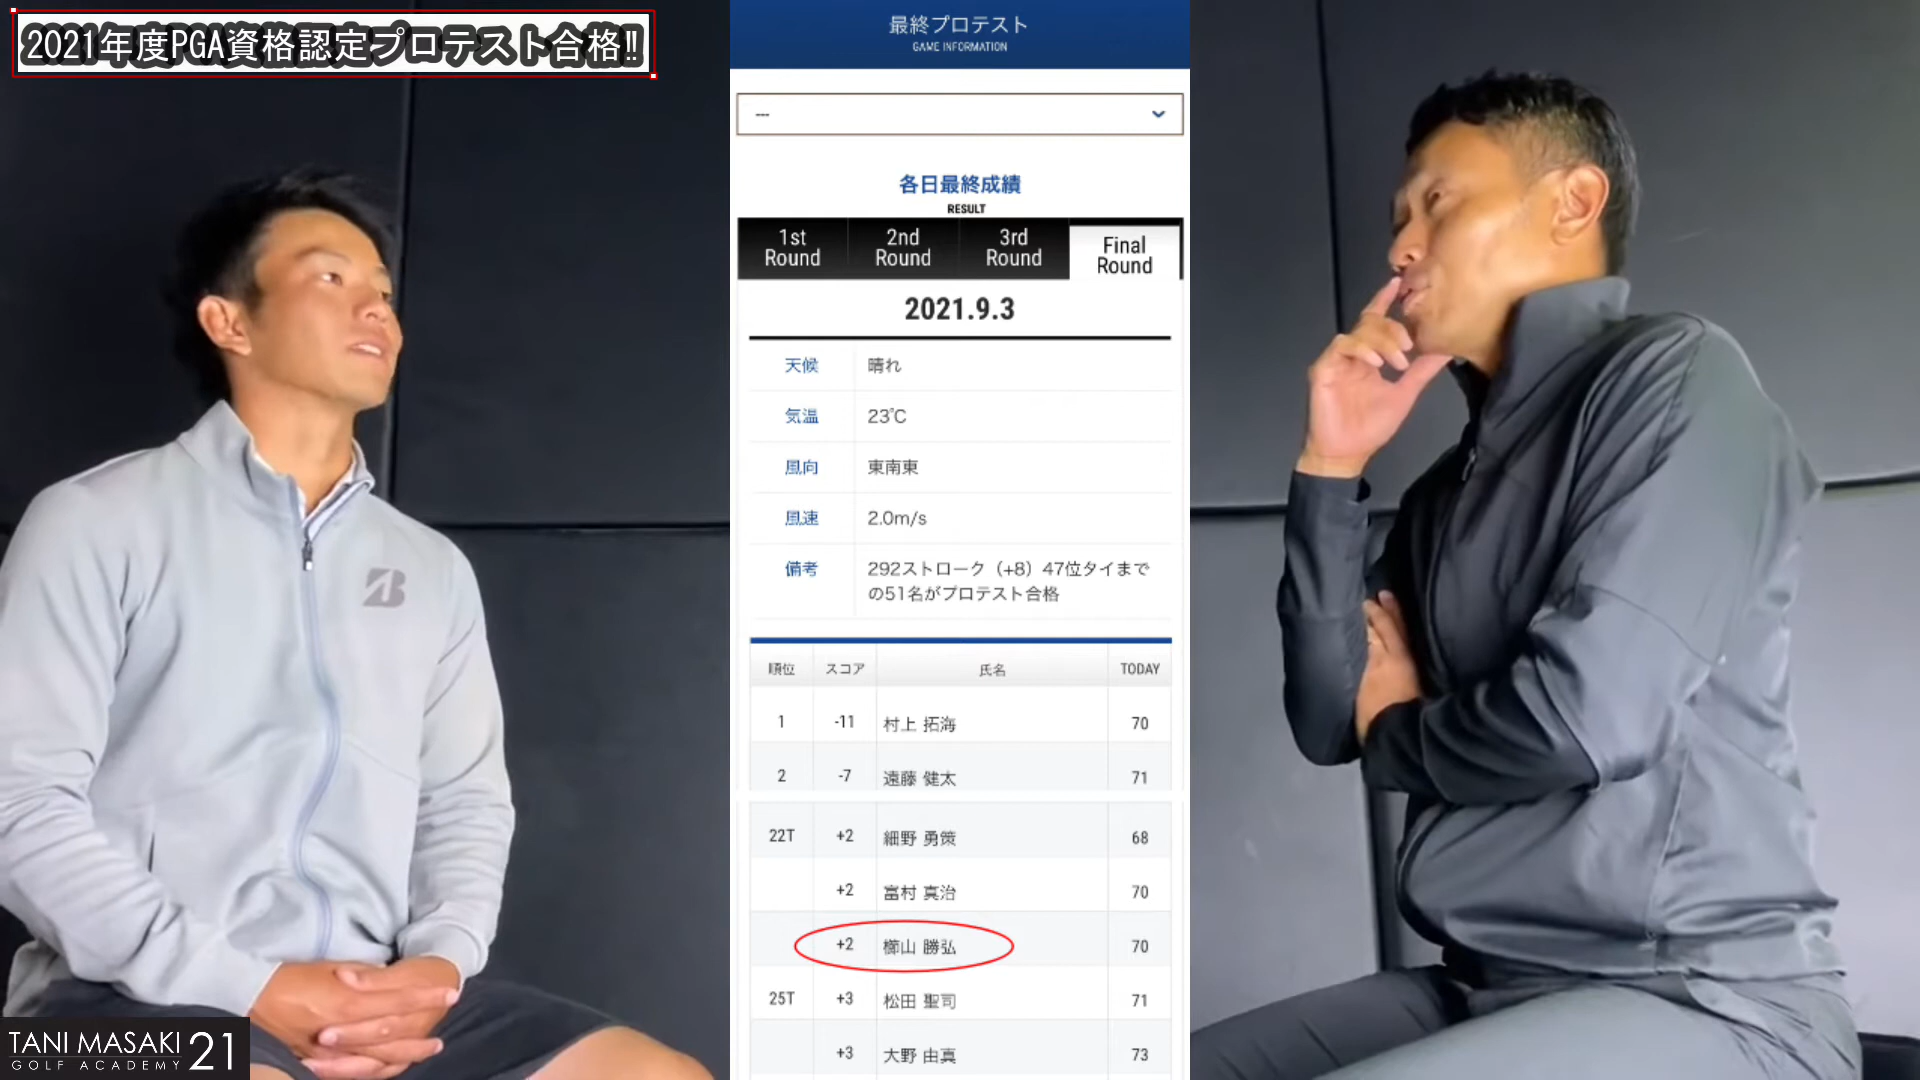 2021年度PGA資格認定プロテスト合格!!
最終プロテスト
GAME INFORMATION
---
各日最終成績
RESULT
1st Round
2nd Round
3rd Round
Final Round
2021.9.3
天候 晴れ
気温 23℃
風向 東南東
風速 2.0m/s
備考 292ストローク（+8）47位タイまで
の51名がプロテスト合格
順位 スコア 氏名 TODAY
1 -11 村上 拓海 70
2 -7 遠藤 健太 71
22T +2 細野 勇策 68
+2 富村 真治 70
+2 櫛山 勝弘 70
25T +3 松田 聖司 71
+3 大野 由真 73
B
TANI MASAKI 21
GOLF ACADEMY